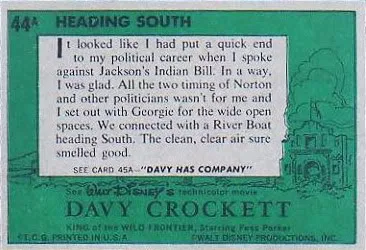 44A HEADING SOUTH
It looked like I had put a quick end
to my political career when I spoke
against Jackson's Indian Bill. In a way,
I was glad. All the two timing of Norton
and other politicians wasn't for me and
I set out with Georgie for the wide open
spaces. We connected with a River Boat
heading South. The clean, clear air sure
smelled good.
SEE CARD 45A—"DAVY HAS COMPANY"
See Walt Disney's technicolor movie
DAVY CROCKETT
KING of the WILD FRONTIER, Starring Fess Parker
©T.C.G. PRINTED IN U.S.A. ©WALT DISNEY PRODUCTIONS, INC.